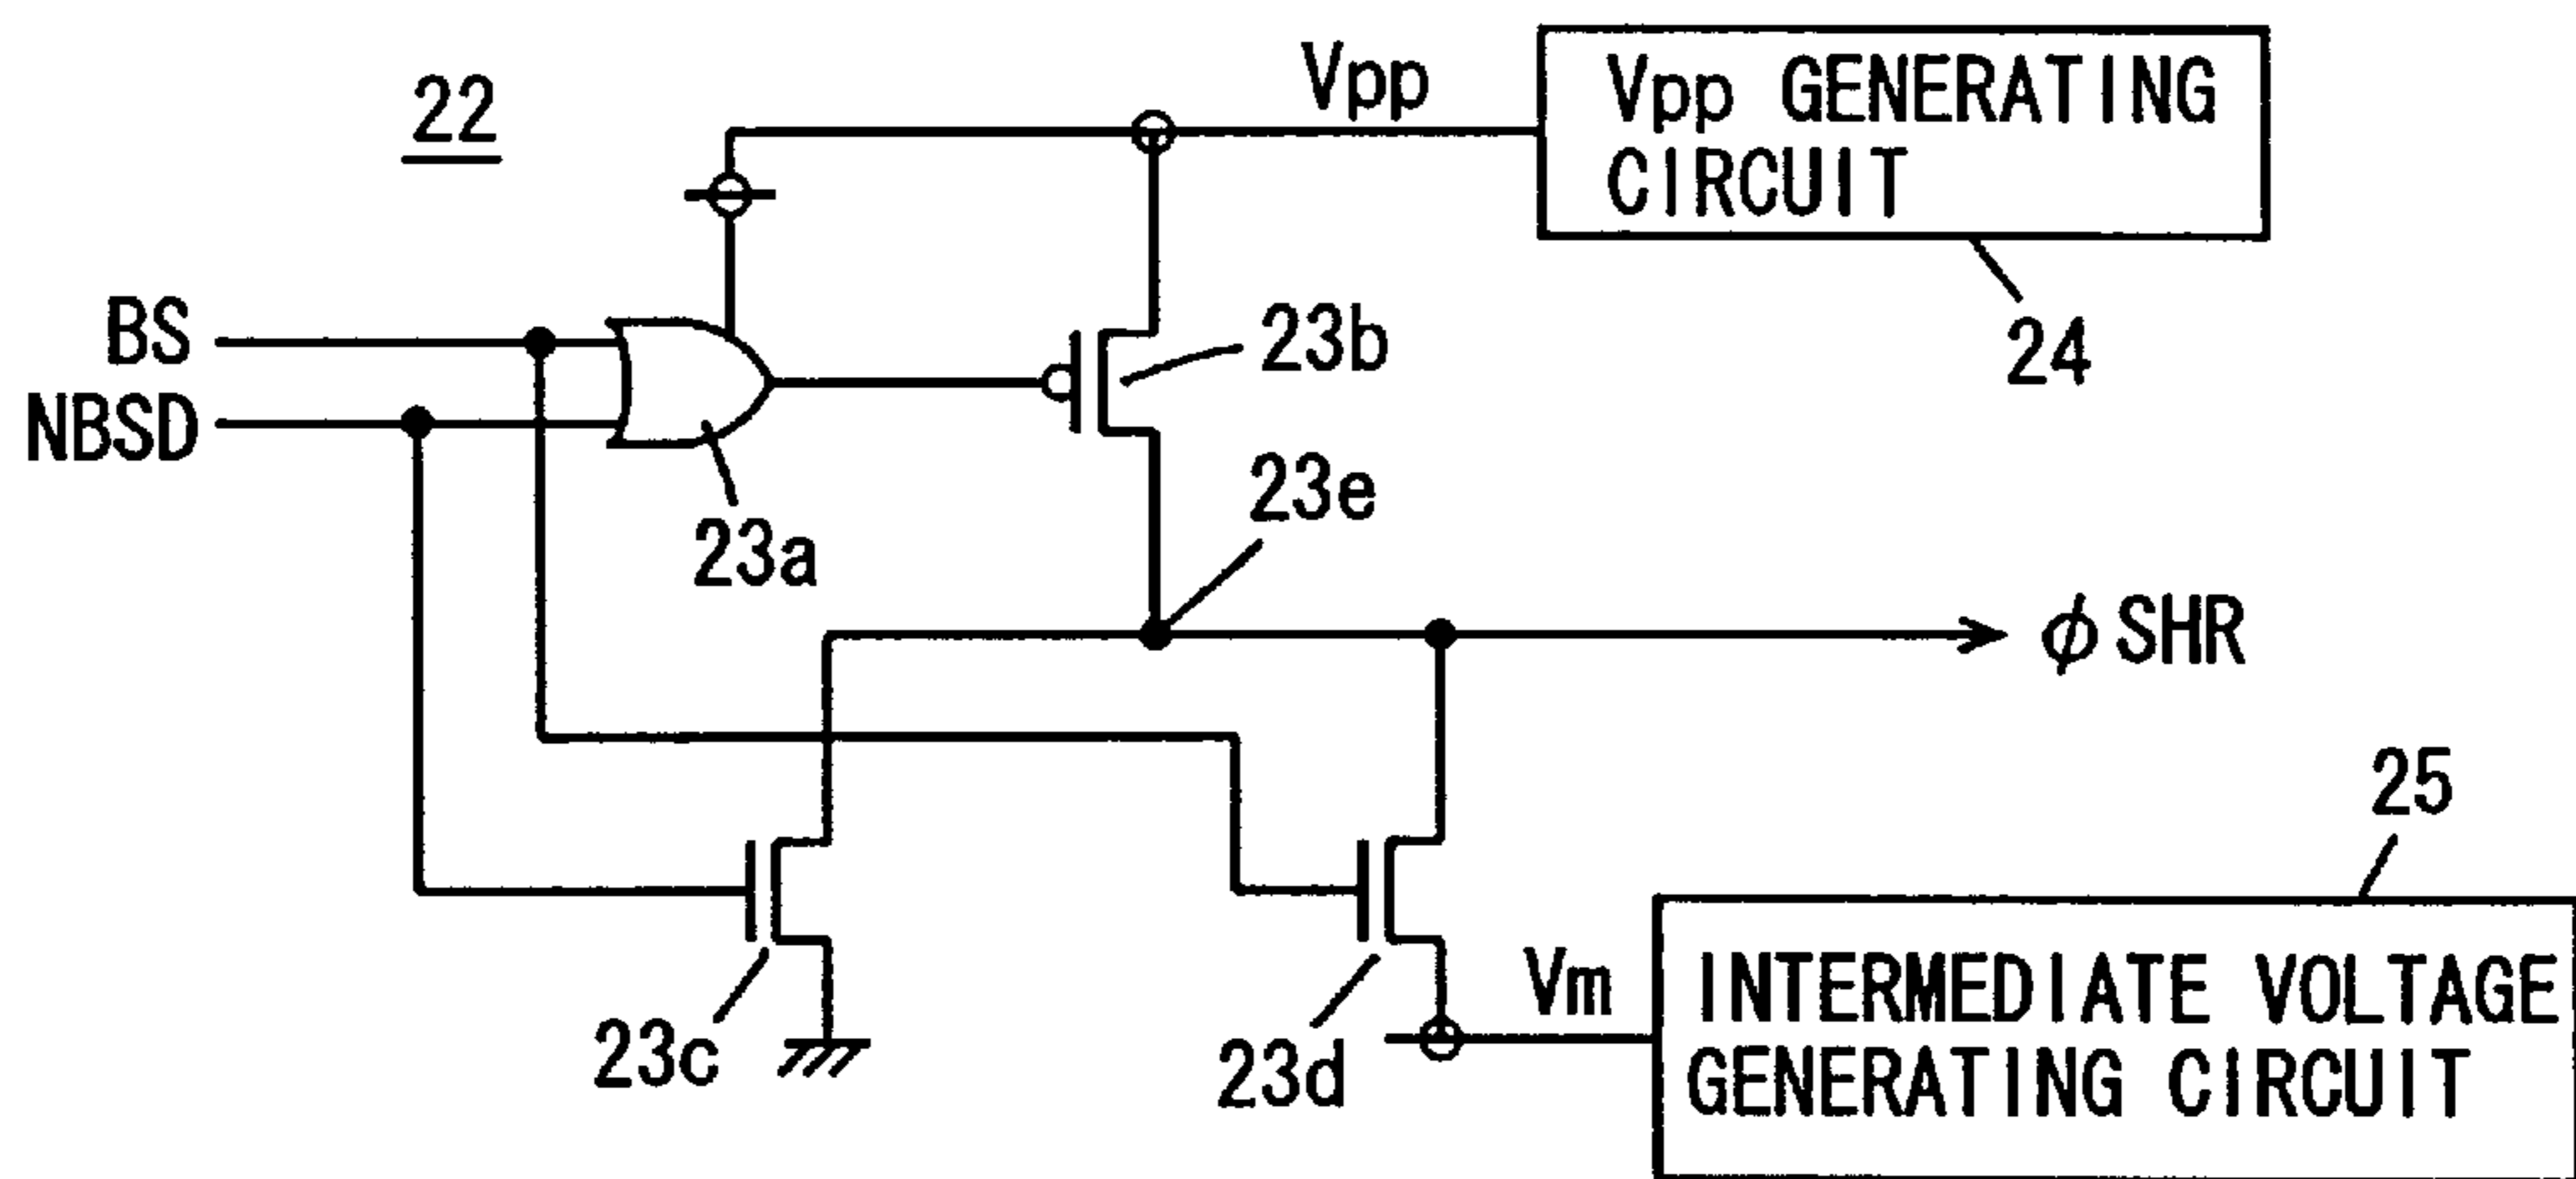 22
Vpp
Vpp GENERATING
CIRCUIT
24
BS
NBSD
23a
23b
23e
φSHR
23c
23d
Vm
25
INTERMEDIATE VOLTAGE
GENERATING CIRCUIT